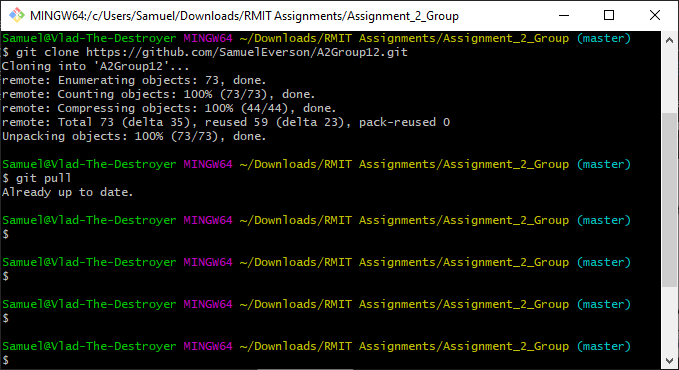 MINGW64:/c/Users/Samuel/Downloads/RMIT Assignments/Assignment_2_Group
Samuel@Vlad-The-Destroyer MINGW64 ~/Downloads/RMIT Assignments/Assignment_2_Group (master)
$ git clone https://github.com/SamuelEverson/A2Group12.git
Cloning into 'A2Group12'...
remote: Enumerating objects: 73, done.
remote: Counting objects: 100% (73/73), done.
remote: Compressing objects: 100% (44/44), done.
remote: Total 73 (delta 35), reused 59 (delta 23), pack-reused 0
Unpacking objects: 100% (73/73), done.
Samuel@Vlad-The-Destroyer MINGW64 ~/Downloads/RMIT Assignments/Assignment_2_Group (master)
$ git pull
Already up to date.
Samuel@Vlad-The-Destroyer MINGW64 ~/Downloads/RMIT Assignments/Assignment_2_Group (master)
$
Samuel@Vlad-The-Destroyer MINGW64 ~/Downloads/RMIT Assignments/Assignment_2_Group (master)
$
Samuel@Vlad-The-Destroyer MINGW64 ~/Downloads/RMIT Assignments/Assignment_2_Group (master)
$
Samuel@Vlad-The-Destroyer MINGW64 ~/Downloads/RMIT Assignments/Assignment_2_Group (master)
$